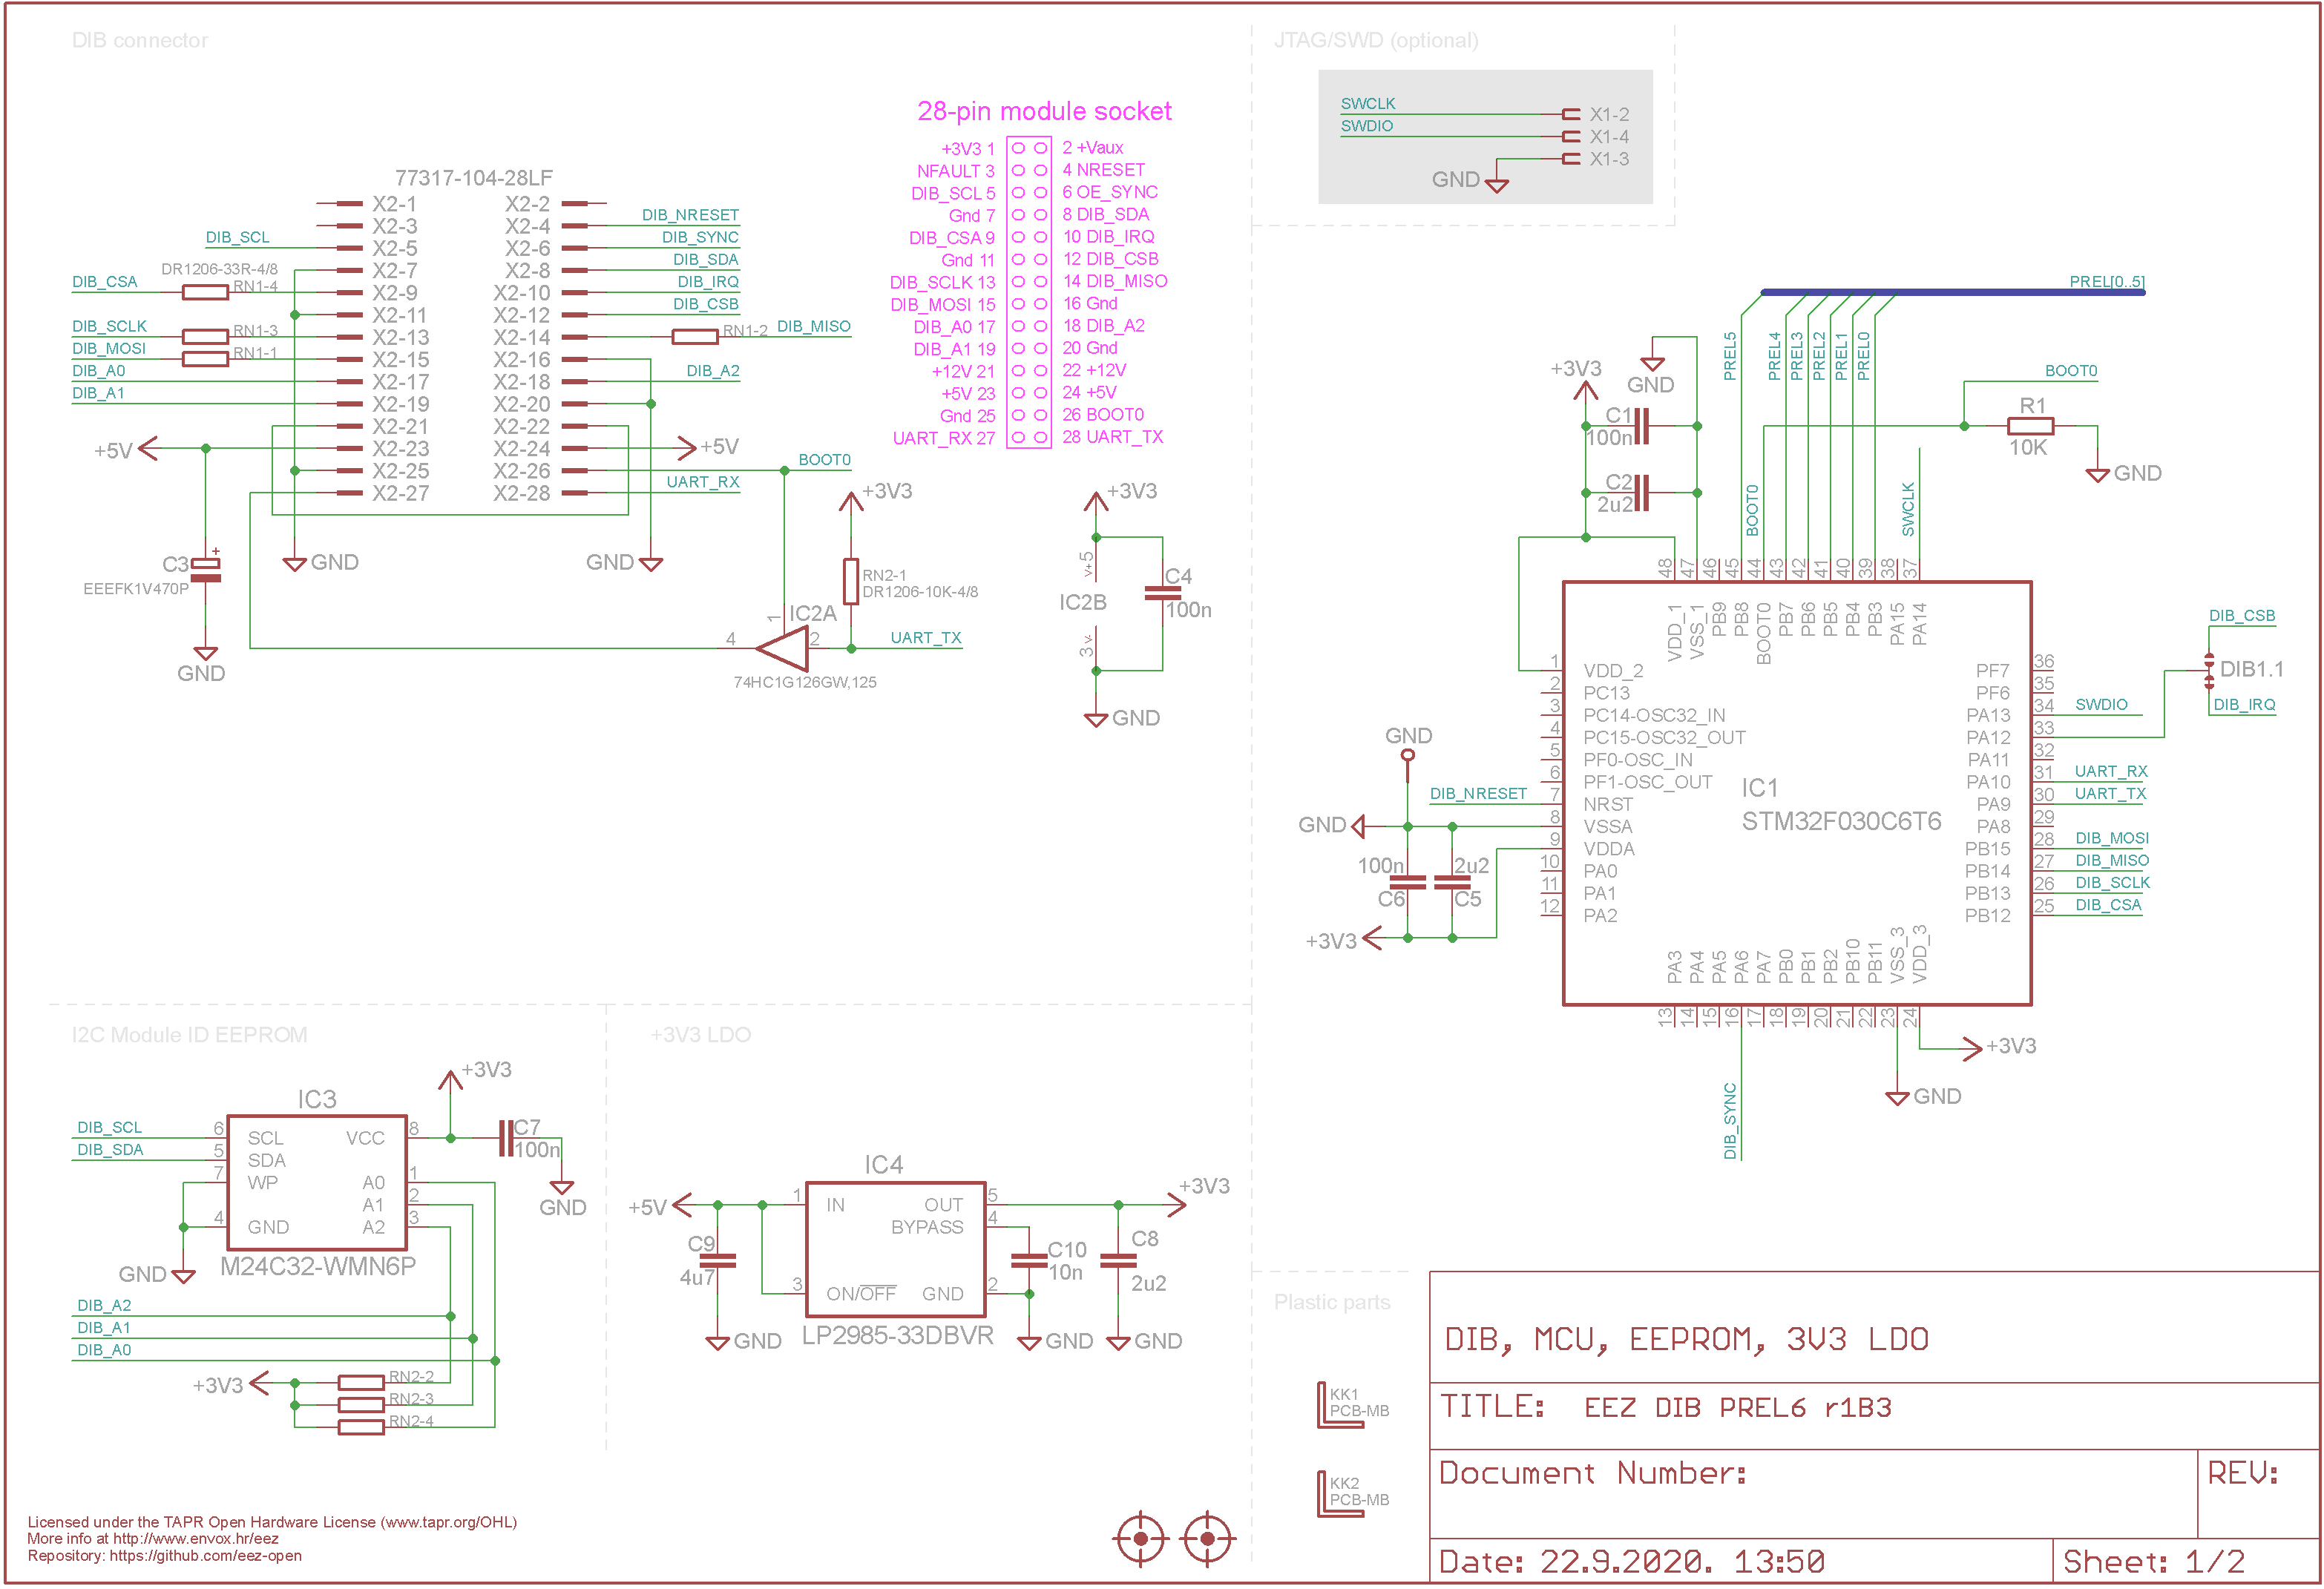 DIB connector
77317-104-28LF
X2-1 X2-2
X2-3 X2-4 DIB_NRESET
DIB_SCL X2-5 X2-6 DIB_SYNC
DR1206-33R-4/8 X2-7 X2-8 DIB_SDA
DIB_CSA RN1-4 X2-9 X2-10 DIB_IRQ
X2-11 X2-12 DIB_CSB
DIB_SCLK RN1-3 X2-13 X2-14 RN1-2 DIB_MISO
DIB_MOSI RN1-1 X2-15 X2-16
DIB_A0 X2-17 X2-18 DIB_A2
DIB_A1 X2-19 X2-20
X2-21 X2-22
+5V X2-23 X2-24 +5V
X2-25 X2-26 BOOT0
X2-27 X2-28 UART_RX
C3 +
EEEFK1V470P
GND
GND
GND
+3V3
RN2-1
DR1206-10K-4/8
IC2A
1
4 2 UART_TX
74HC1G126GW,125
28-pin module socket
+3V3 1 2 +Vaux
NFAULT 3 4 NRESET
DIB_SCL 5 6 OE_SYNC
Gnd 7 8 DIB_SDA
DIB_CSA 9 10 DIB_IRQ
Gnd 11 12 DIB_CSB
DIB_SCLK 13 14 DIB_MISO
DIB_MOSI 15 16 Gnd
DIB_A0 17 18 DIB_A2
DIB_A1 19 20 Gnd
+12V 21 22 +12V
+5V 23 24 +5V
Gnd 25 26 BOOT0
UART_RX 27 28 UART_TX
+3V3
V+ 5
IC2B
3 V-
C4
100n
GND
JTAG/SWD (optional)
SWCLK X1-2
SWDIO X1-4
GND X1-3
PREL[0..5]
PREL5 PREL4 PREL3 PREL2 PREL1 PREL0
+3V3
GND
C1
100n
C2
2u2
BOOT0
R1
10K
GND
BOOT0
SWCLK
48 47 46 45 44 43 42 41 40 39 38 37
VDD_1 VSS_1 PB9 PB8 BOOT0 PB7 PB6 PB5 PB4 PB3 PA15 PA14
1 VDD_2 PF7 36
2 PC13 PF6 35
3 PC14-OSC32_IN PA13 34 SWDIO
4 PC15-OSC32_OUT PA12 33
5 PF0-OSC_IN PA11 32
6 PF1-OSC_OUT PA10 31 UART_RX
DIB_NRESET 7 NRST PA9 30 UART_TX
GND 8 VSSA PA8 29
9 VDDA PB15 28 DIB_MOSI
10 PA0 PB14 27 DIB_MISO
11 PA1 PB13 26 DIB_SCLK
12 PA2 PB12 25 DIB_CSA
IC1
STM32F030C6T6
DIB_CSB
DIB1.1
DIB_IRQ
GND
100n 2u2
C6 C5
+3V3
PA3 PA4 PA5 PA6 PA7 PB0 PB1 PB2 PB10 PB11 VSS_3 VDD_3
13 14 15 16 17 18 19 20 21 22 23 24
+3V3
GND
DIB_SYNC
I2C Module ID EEPROM
+3V3
IC3
DIB_SCL 6 SCL VCC 8
DIB_SDA 5 SDA
7 WP A0 1
A1 2
4 GND A2 3
C7
100n
GND
GND
M24C32-WMN6P
DIB_A2
DIB_A1
DIB_A0
+3V3 RN2-2
RN2-3
RN2-4
+3V3 LDO
IC4
+5V 1 IN OUT 5 +3V3
BYPASS 4
3 ON/OFF GND 2
C9
4u7
C10
10n
C8
2u2
GND LP2985-33DBVR GND GND
Plastic parts
KK1
PCB-MB
KK2
PCB-MB
DIB, MCU, EEPROM, 3V3 LDO
TITLE: EEZ DIB PREL6 r1B3
Document Number: REV:
Date: 22.9.2020. 13:50 Sheet: 1/2
Licensed under the TAPR Open Hardware License (www.tapr.org/OHL)
More info at http://www.envox.hr/eez
Repository: https://github.com/eez-open